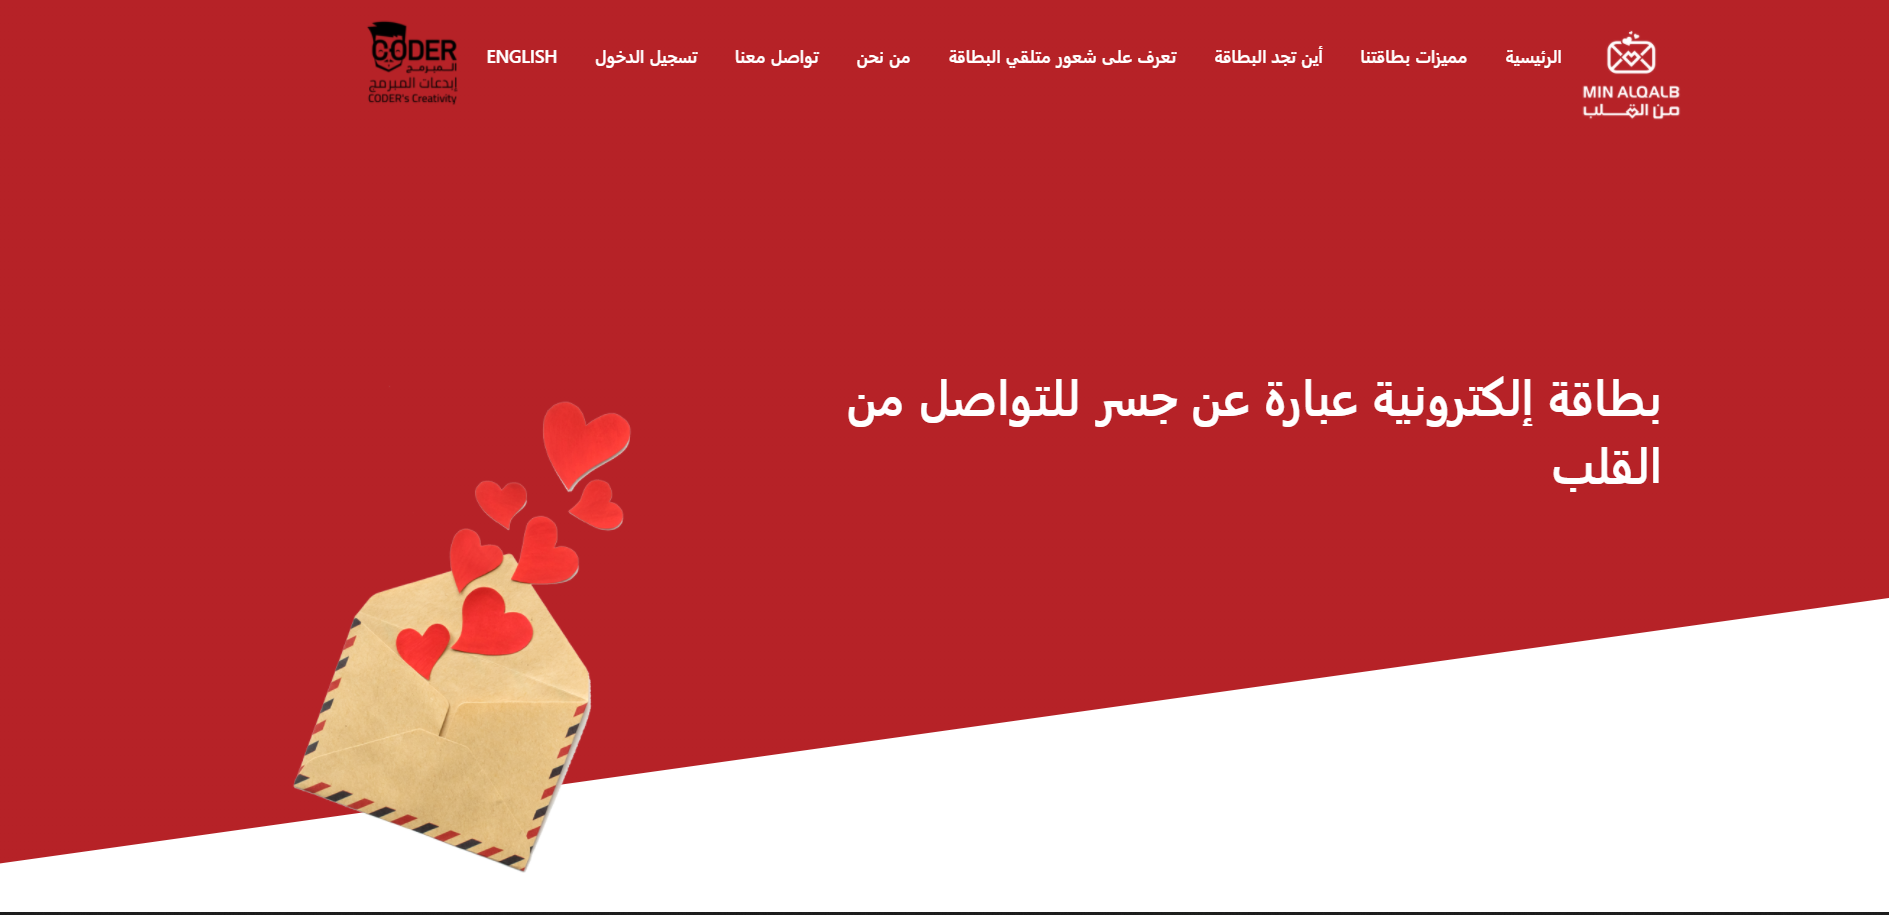 MIN ALQALB
من القلب
الرئيسية
مميزات بطاقتنا
أين تجد البطاقة
تعرف على شعور متلقي البطاقة
من نحن
تواصل معنا
تسجيل الدخول
ENGLISH
CODER
المبرمج
إبدعات المبرمج
CODER's Creativity
بطاقة إلكترونية عبارة عن جسر للتواصل من
القلب